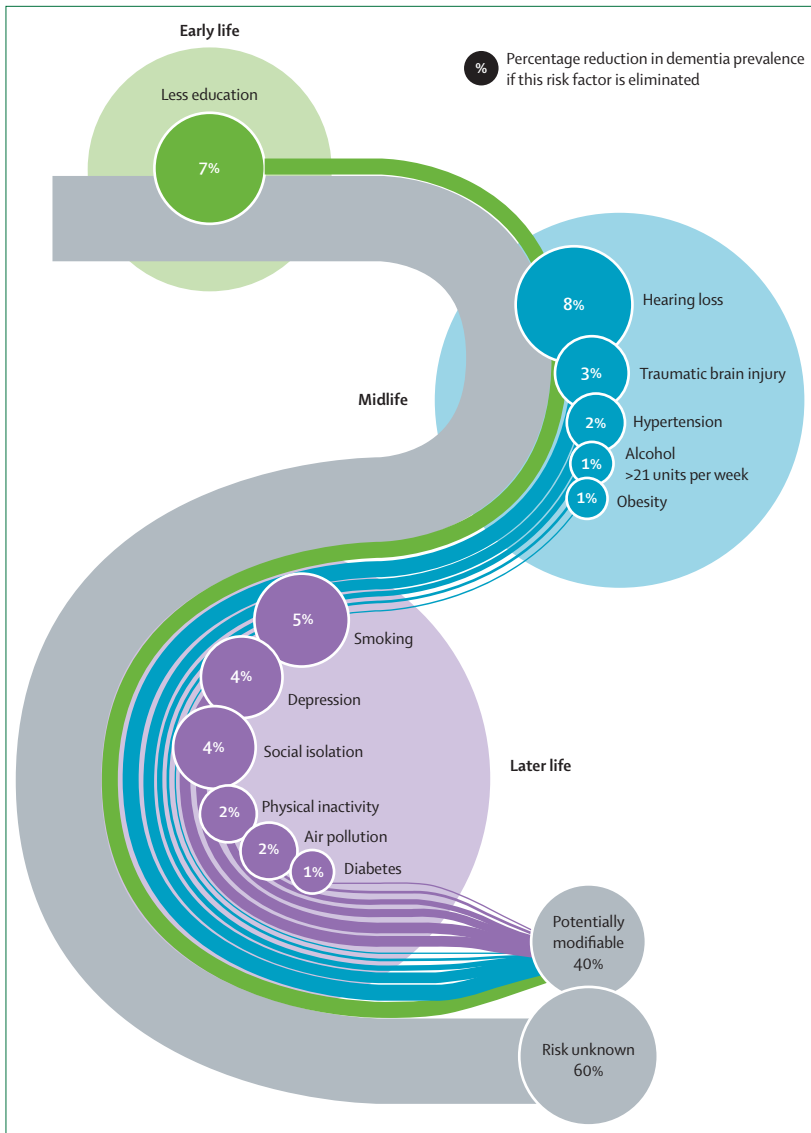 Early life
%
Percentage reduction in dementia prevalence
if this risk factor is eliminated
Less education
7%
8%
Hearing loss
3%
Traumatic brain injury
Midlife
2%
Hypertension
1%
Alcohol
>21 units per week
1%
Obesity
5%
Smoking
4%
Depression
4%
Social isolation
Later life
2%
Physical inactivity
2%
Air pollution
1%
Diabetes
Potentially
modifiable
40%
Risk unknown
60%